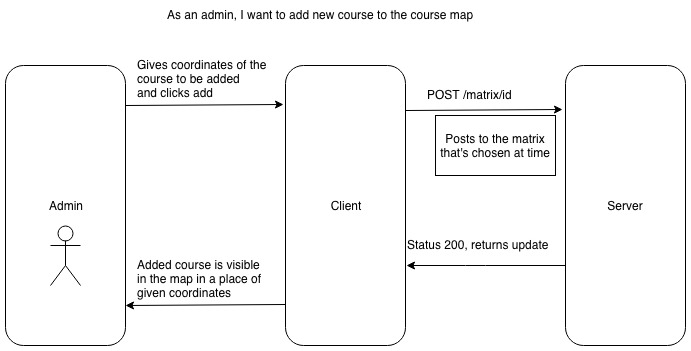 As an admin, I want to add new course to the course map
Gives coordinates of the
course to be added
and clicks add
POST /matrix/id
Posts to the matrix
that's chosen at time
Admin
Client
Server
Status 200, returns update
Added course is visible
in the map in a place of
given coordinates